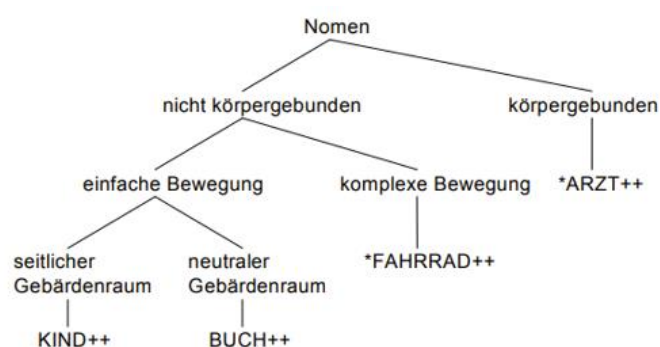 Nomen
nicht körpergebunden körpergebunden
einfache Bewegung komplexe Bewegung *ARZT++
seitlicher neutraler *FAHRRAD++
Gebärdenraum Gebärdenraum
KIND++ BUCH++